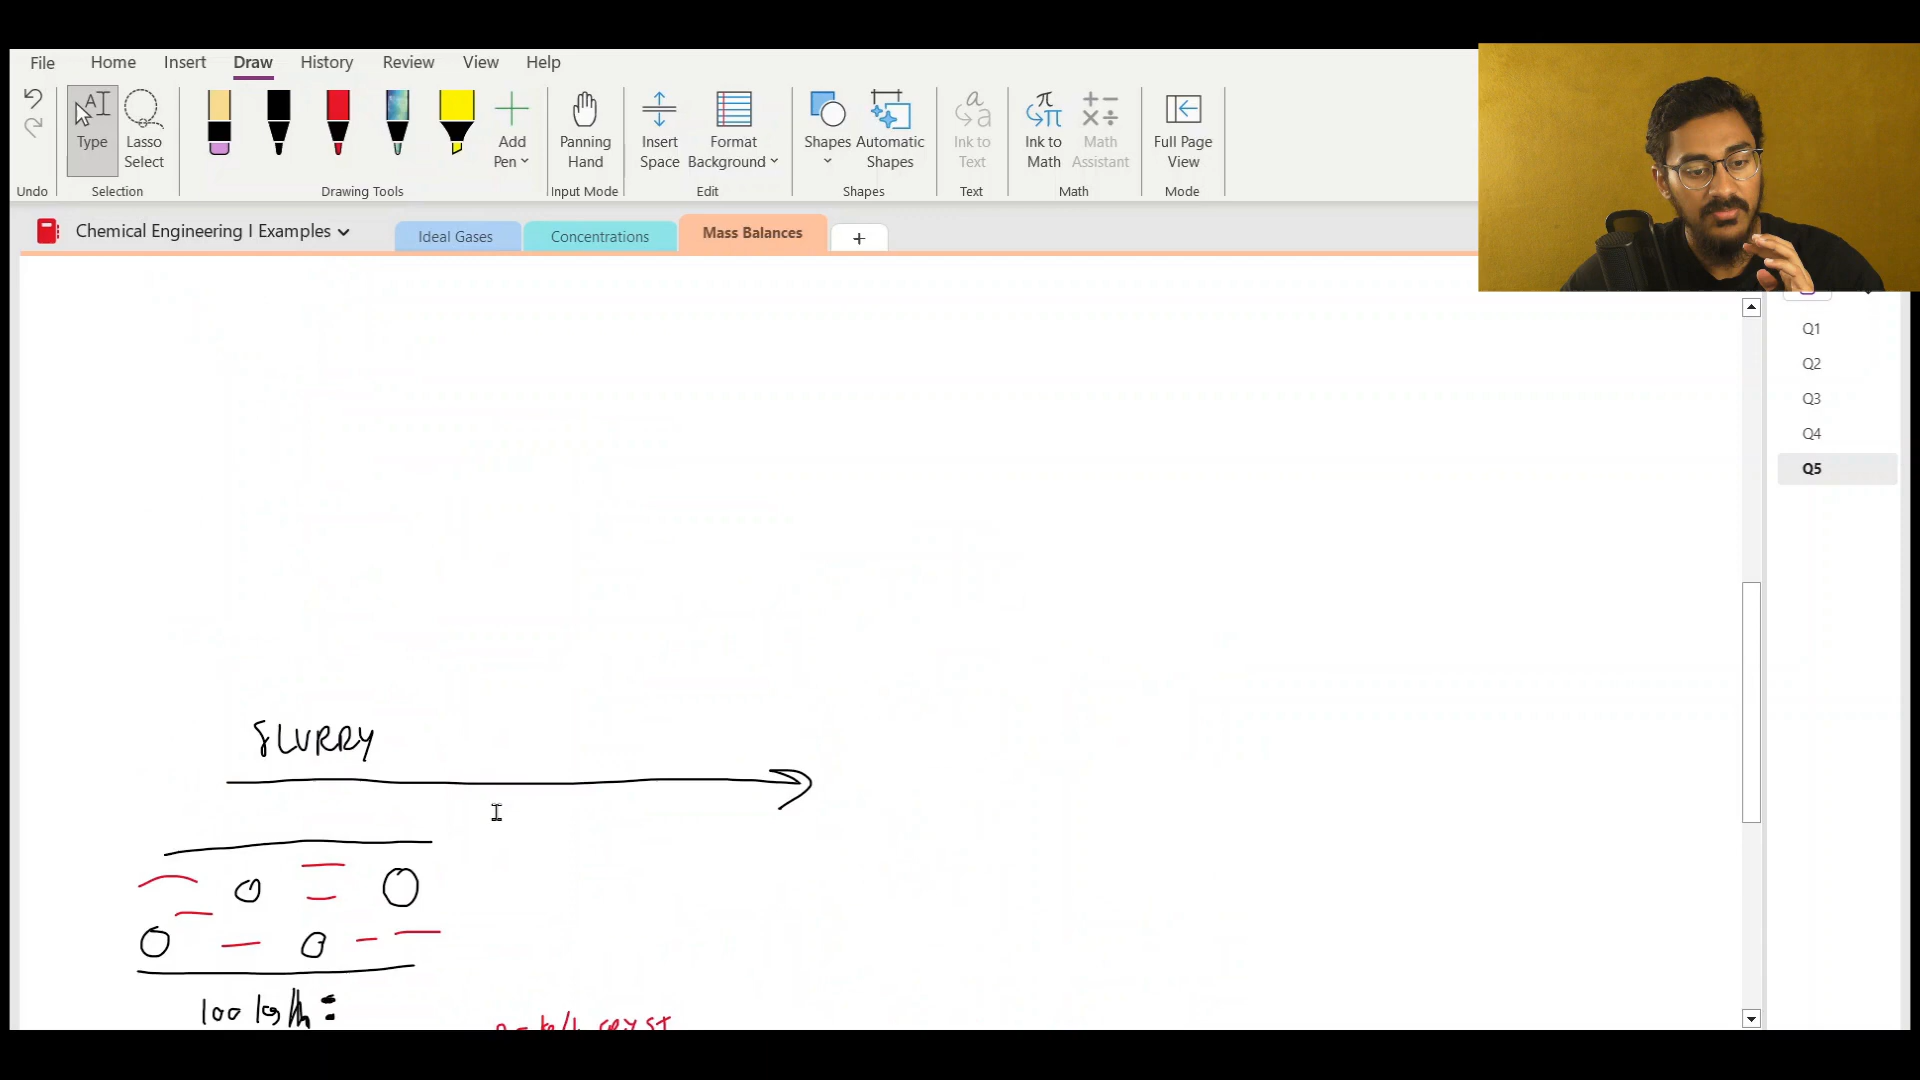 File Home Insert Draw History Review View Help
Type Lasso Select Add Pen Panning Hand Insert Space Format Background Shapes Automatic Shapes Ink to Text Ink to Math Math Assistant Full Page View
Undo Selection Drawing Tools Input Mode Edit Shapes Text Math Mode
Chemical Engineering I Examples Ideal Gases Concentrations Mass Balances +
Q1
Q2
Q3
Q4
Q5
SLURRY
100 kg/h =